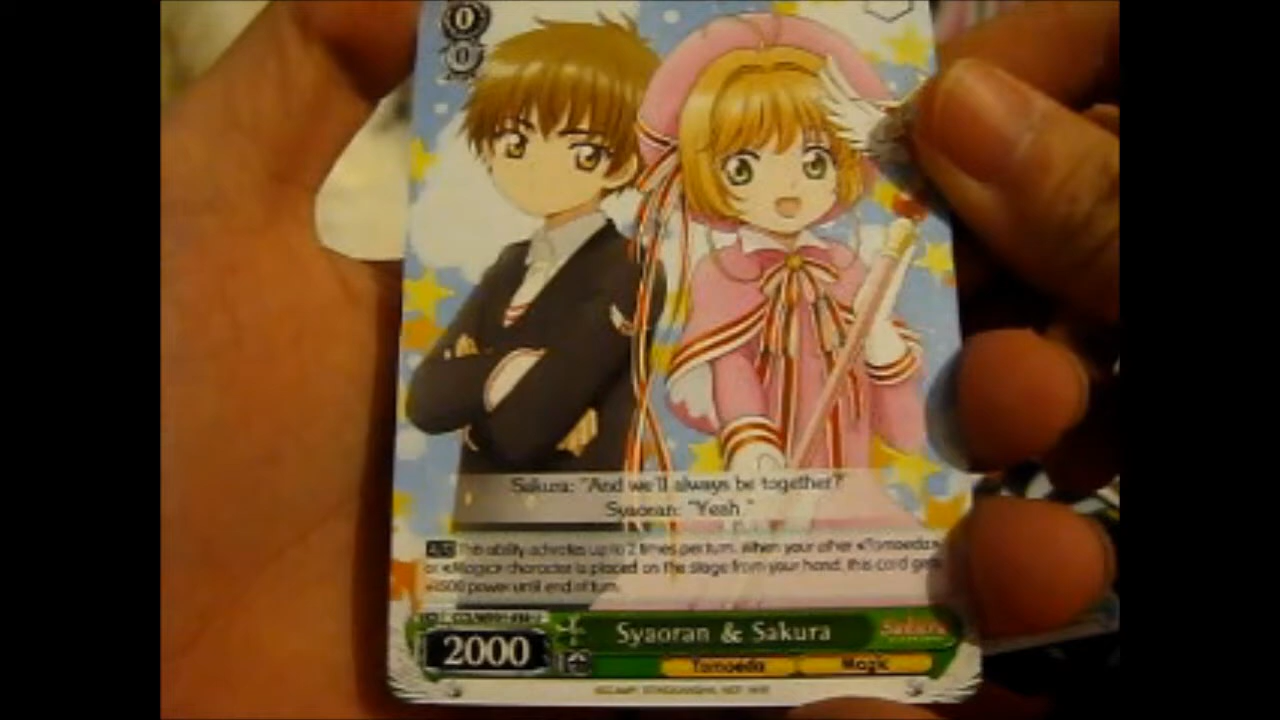 0
0
Sakura: "And we'll always be together?"
Syaoran: "Yeah."
This ability activates up to 2 times per turn. When your other «Tomoeda»
or «Magic» character is placed on the stage from your hand, this card gets
power until end of turn.
2000
Syaoran & Sakura
Sakura
Tomoeda
Magic